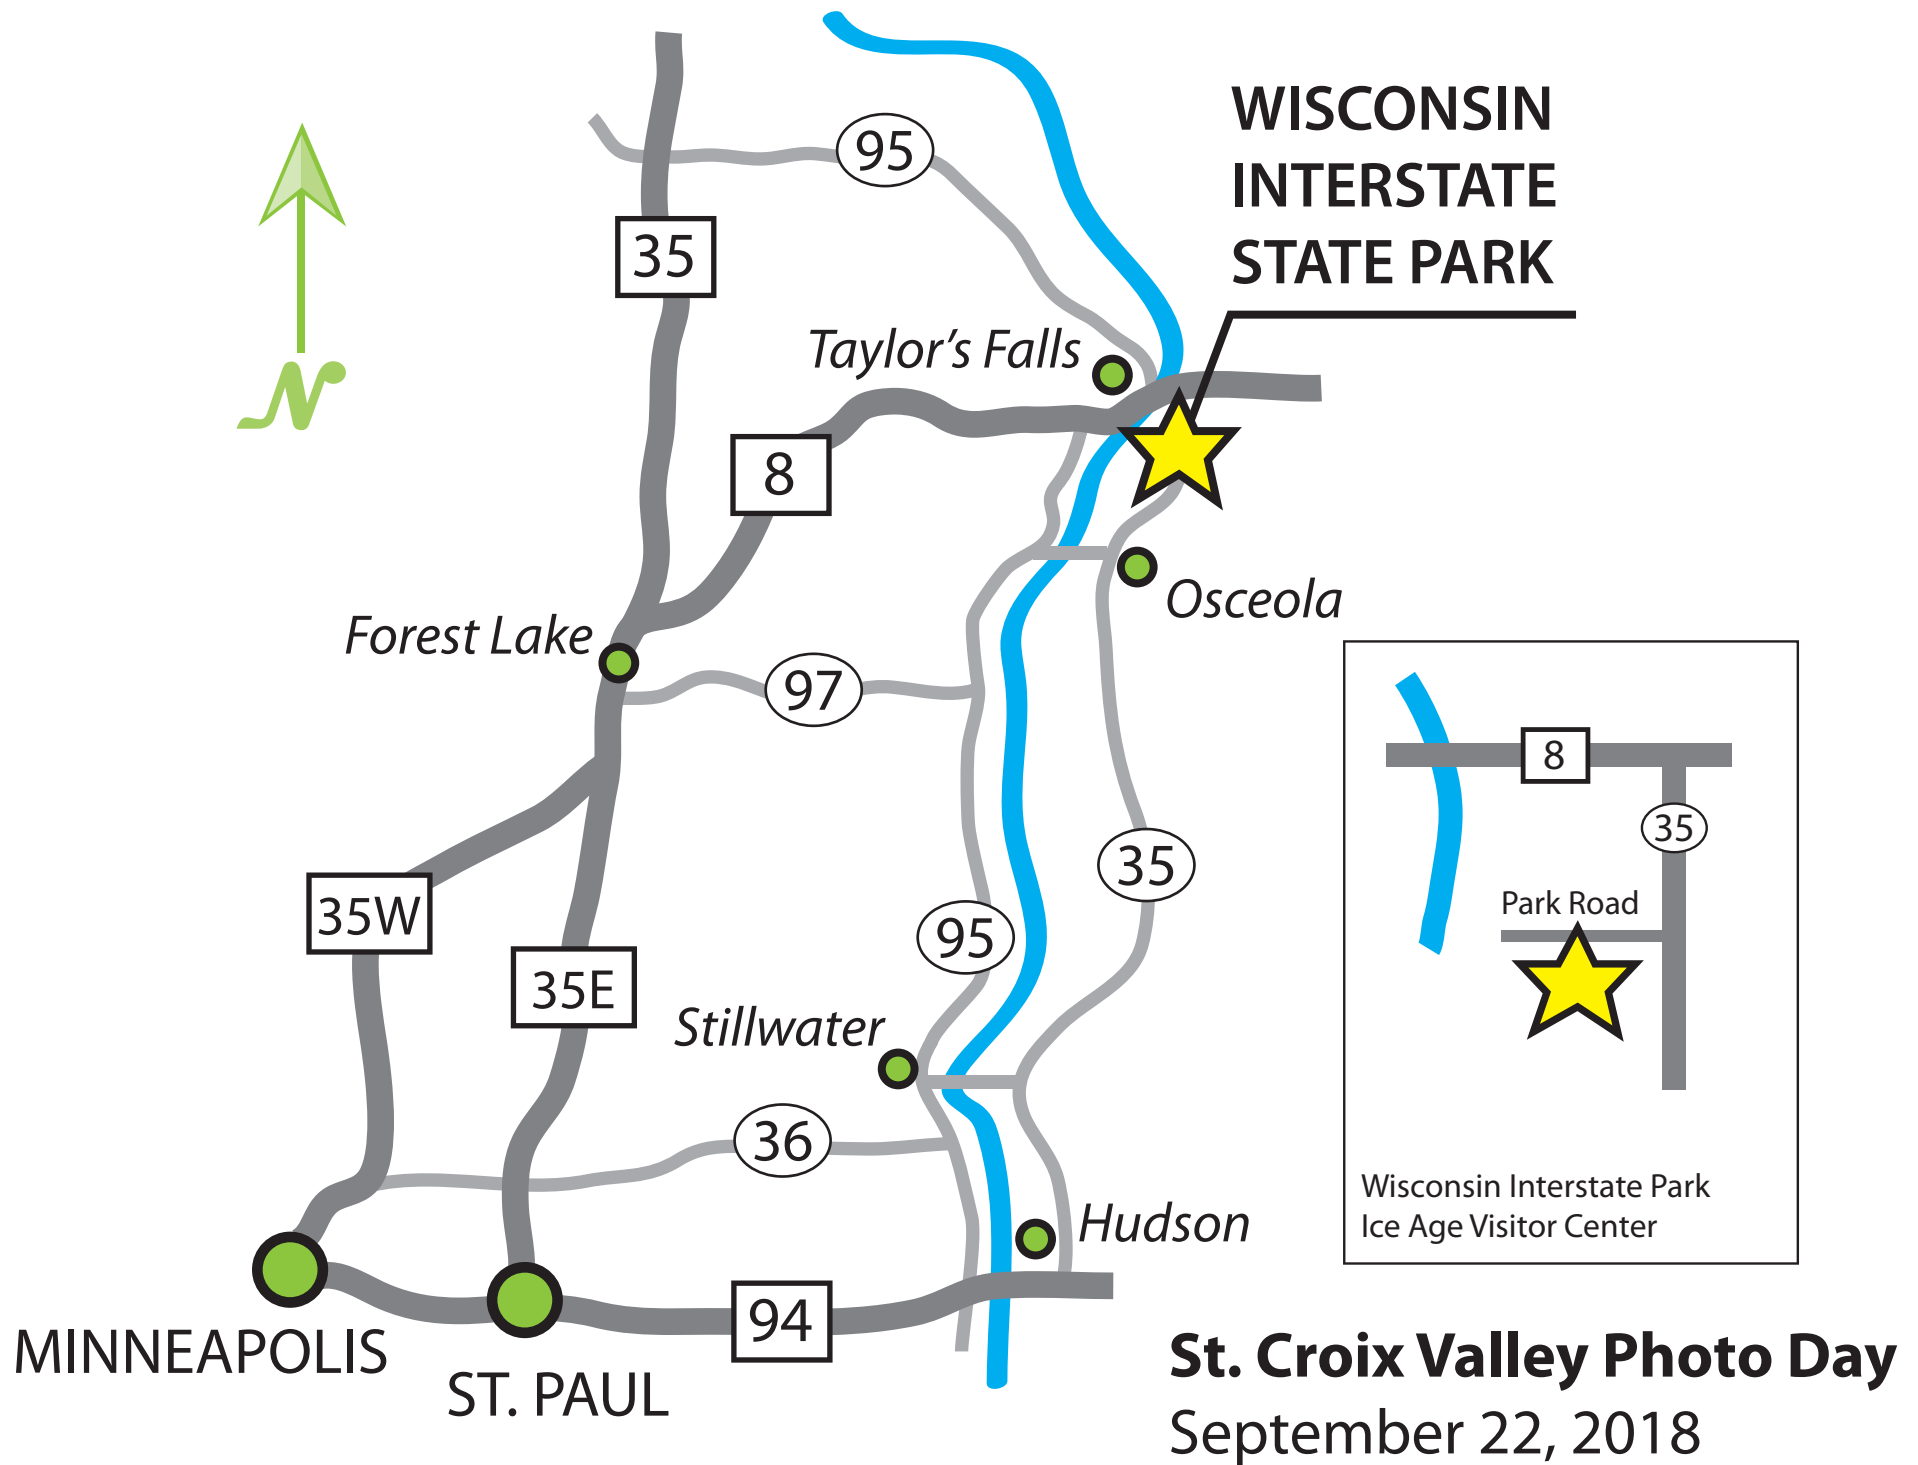 WISCONSIN
INTERSTATE
STATE PARK
95
35
Taylor's Falls
8
Osceola
Forest Lake
97
8
35
35
35W
Park Road
95
35E
Stillwater
36
Wisconsin Interstate Park
Ice Age Visitor Center
Hudson
94
MINNEAPOLIS
ST. PAUL
St. Croix Valley Photo Day
September 22, 2018
N